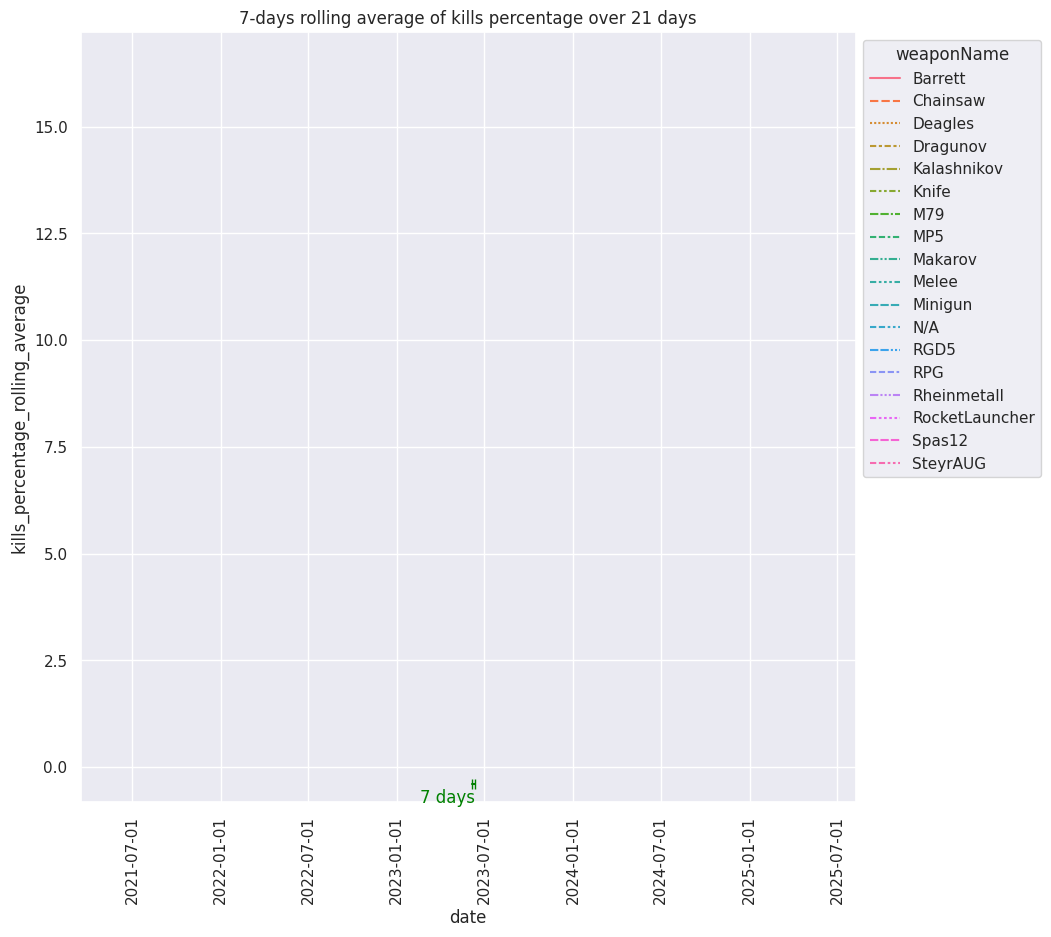 7-days rolling average of kills percentage over 21 days
kills_percentage_rolling_average
15.0
12.5
10.0
7.5
5.0
2.5
0.0
7 days
2021-07-01
2022-01-01
2022-07-01
2023-01-01
2023-07-01
2024-01-01
2024-07-01
2025-01-01
2025-07-01
date
weaponName
Barrett
Chainsaw
Deagles
Dragunov
Kalashnikov
Knife
M79
MP5
Makarov
Melee
Minigun
N/A
RGD5
RPG
Rheinmetall
RocketLauncher
Spas12
SteyrAUG